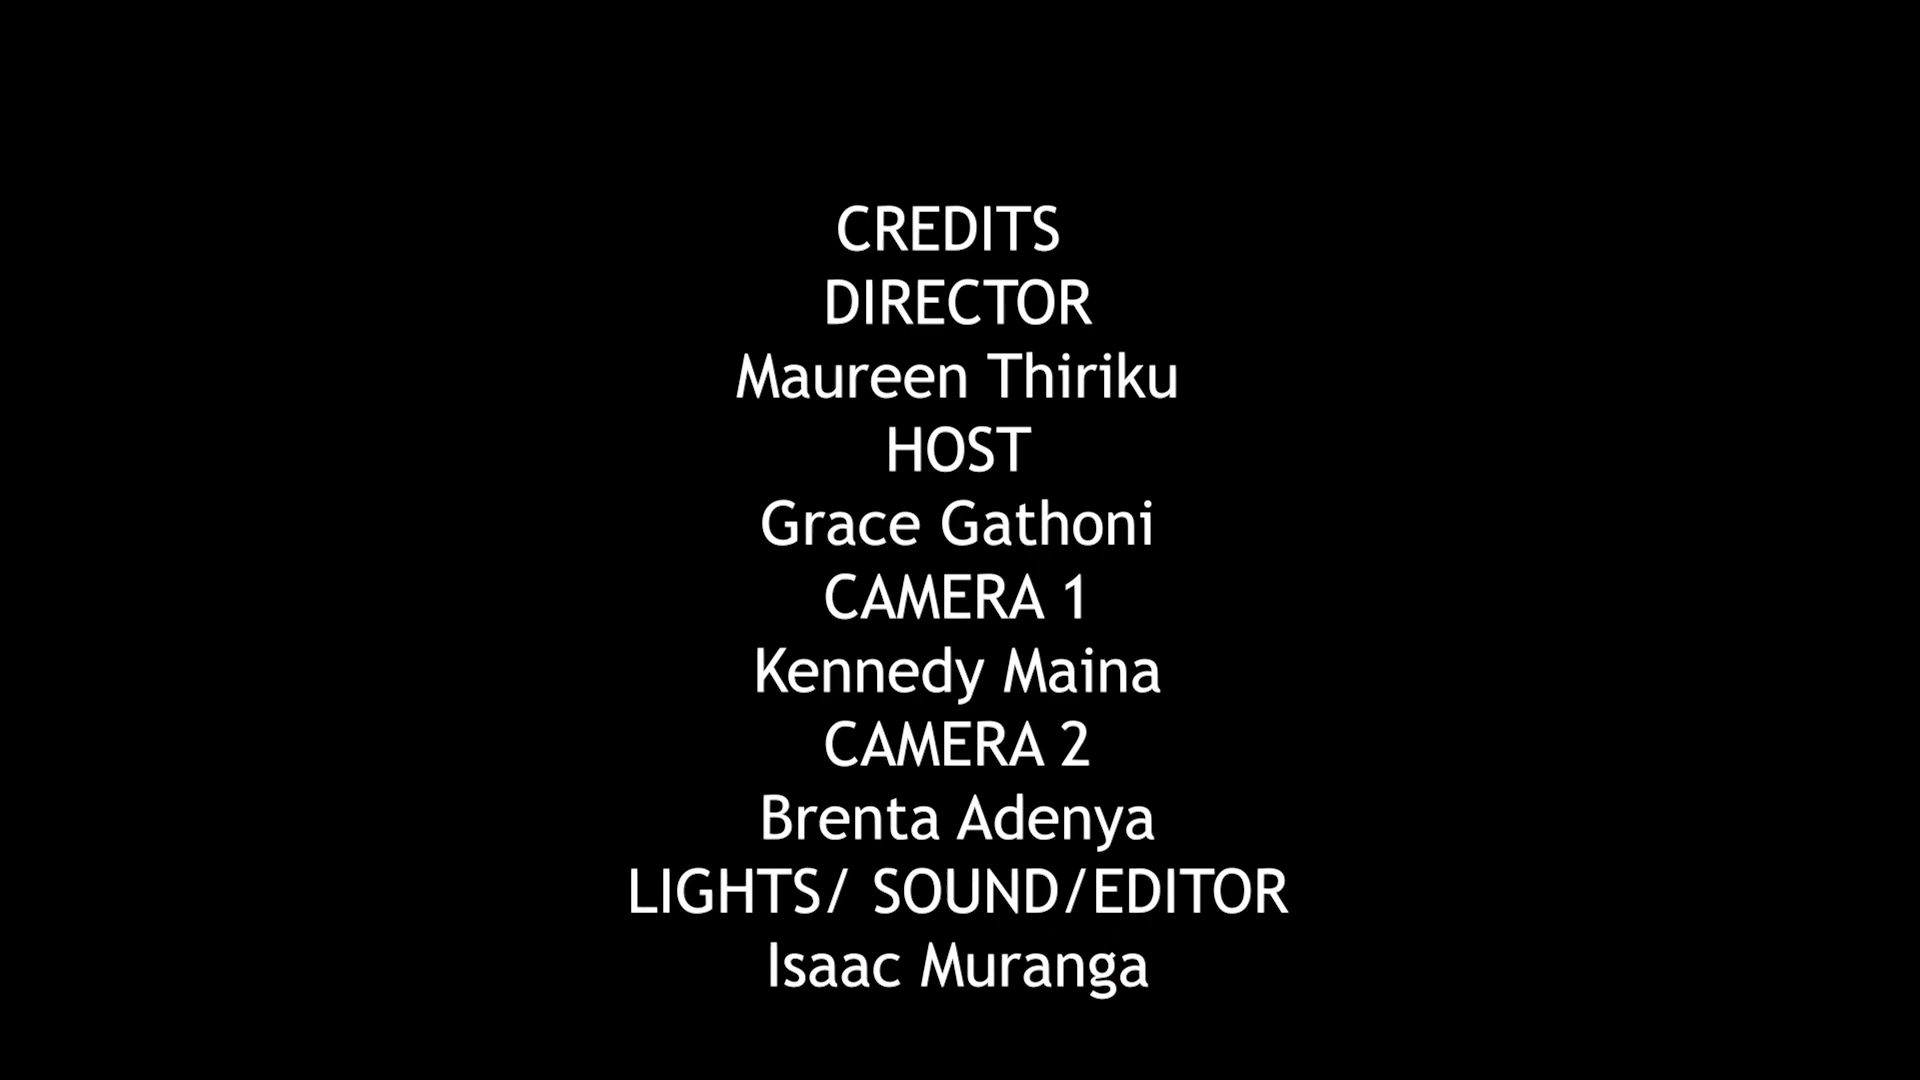 CREDITS
DIRECTOR
Maureen Thiriku
HOST
Grace Gathoni
CAMERA 1
Kennedy Maina
CAMERA 2
Brenta Adenya
LIGHTS/ SOUND/EDITOR
Isaac Muranga